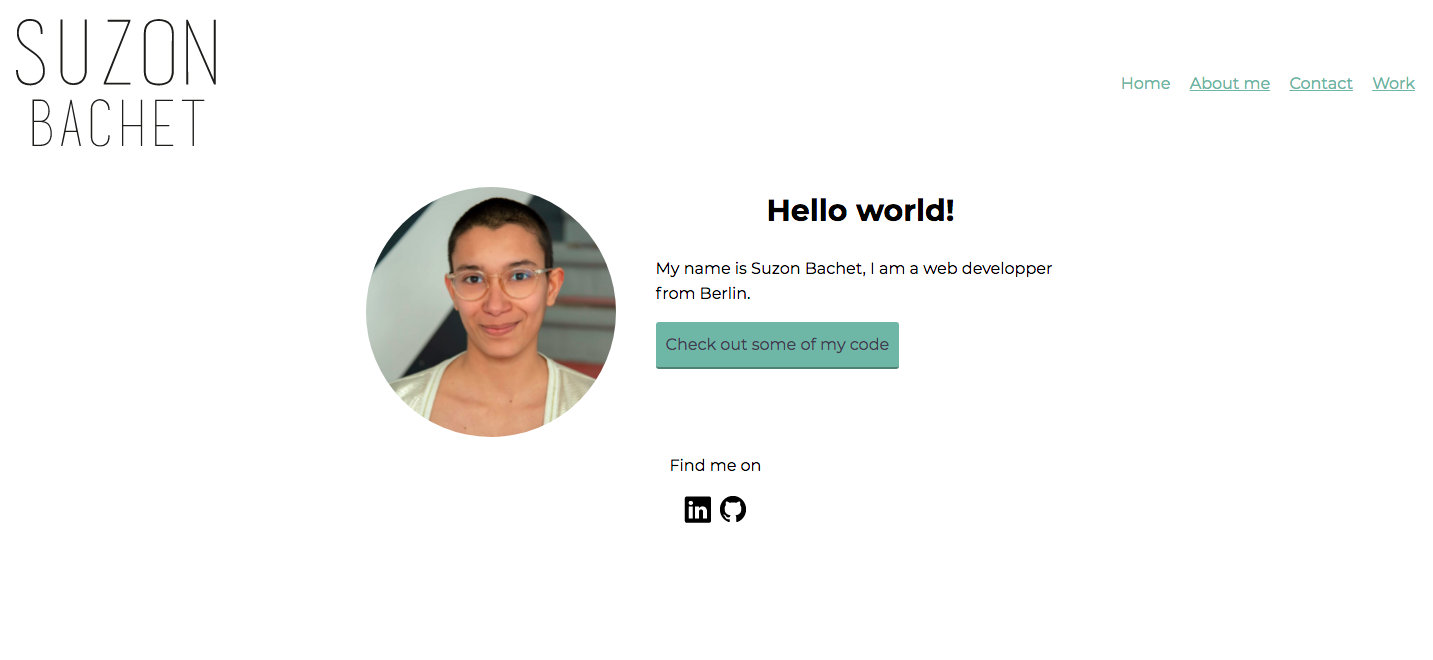 SUZON
BACHET
Home About me Contact Work
Hello world!
My name is Suzon Bachet, I am a web developper
from Berlin.
Check out some of my code
Find me on
in